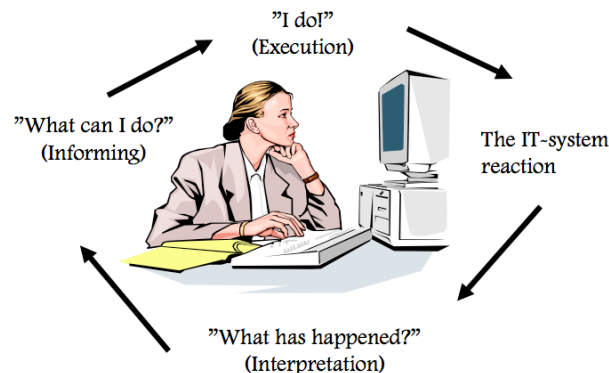 "I do!"
(Execution)
"What can I do?"
(Informing)
The IT-system
reaction
"What has happened?"
(Interpretation)